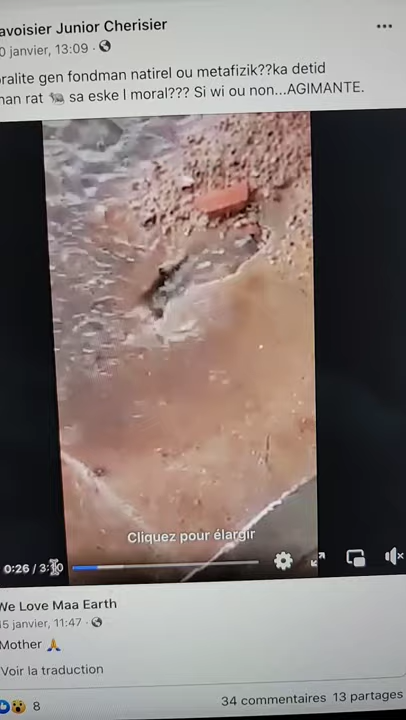 avoisier Junior Cherisier
0 janvier, 13:09 ·
oralite gen fondman natirel ou metafizik??ka detid
man rat 🐀 sa eske l moral??? Si wi ou non...AGIMANTE.
Cliquez pour élargir
0:26 / 3:10
We Love Maa Earth
15 janvier, 11:47 ·
Mother 🙏
Voir la traduction
8
34 commentaires 13 partages